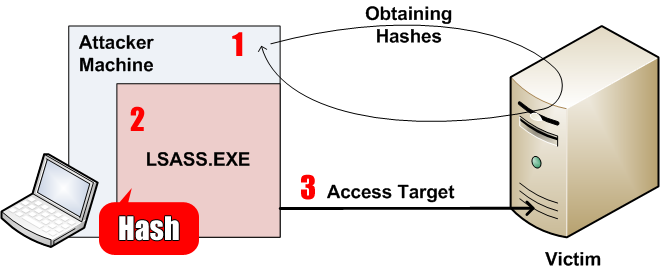 Obtaining
Hashes
Attacker
Machine
1
2
LSASS.EXE
Hash
3 Access Target
Victim